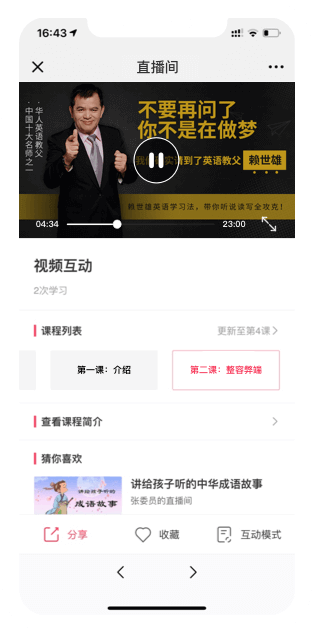 16:43
直播间
不要再问了
你不是在做梦
请到了英语教父
赖世雄
·华人英语教父
·中国十大名师之一
赖世雄英语学习法，带你听说读写全攻克！
04:34
23:00
视频互动
2次学习
课程列表
更新至第4课
第一课：介绍
第二课：整容弊端
查看课程简介
猜你喜欢
讲给孩子听的
成语故事
讲给孩子听的中华成语故事
张委员的直播间
分享
收藏
互动模式